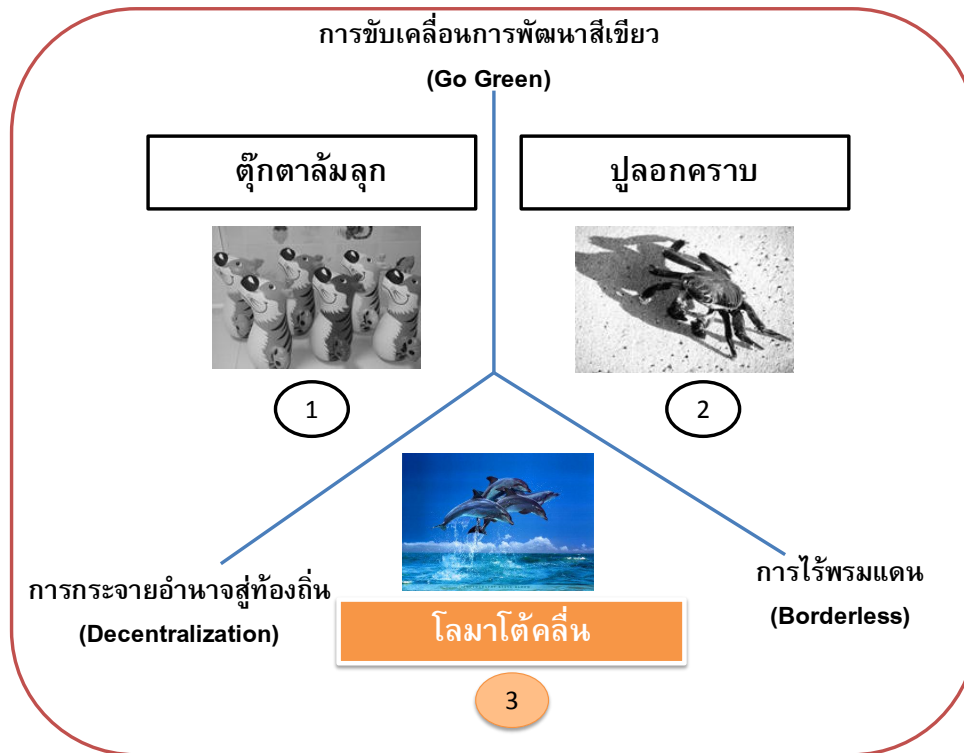 การขับเคลื่อนการพัฒนาสีเขียว
(Go Green)
ตุ๊กตาล้มลุก
ปูลอกคราบ
1
2
การกระจายอำนาจสู่ท้องถิ่น
(Decentralization)
การไร้พรมแดน
(Borderless)
โลมาโต้คลื่น
3